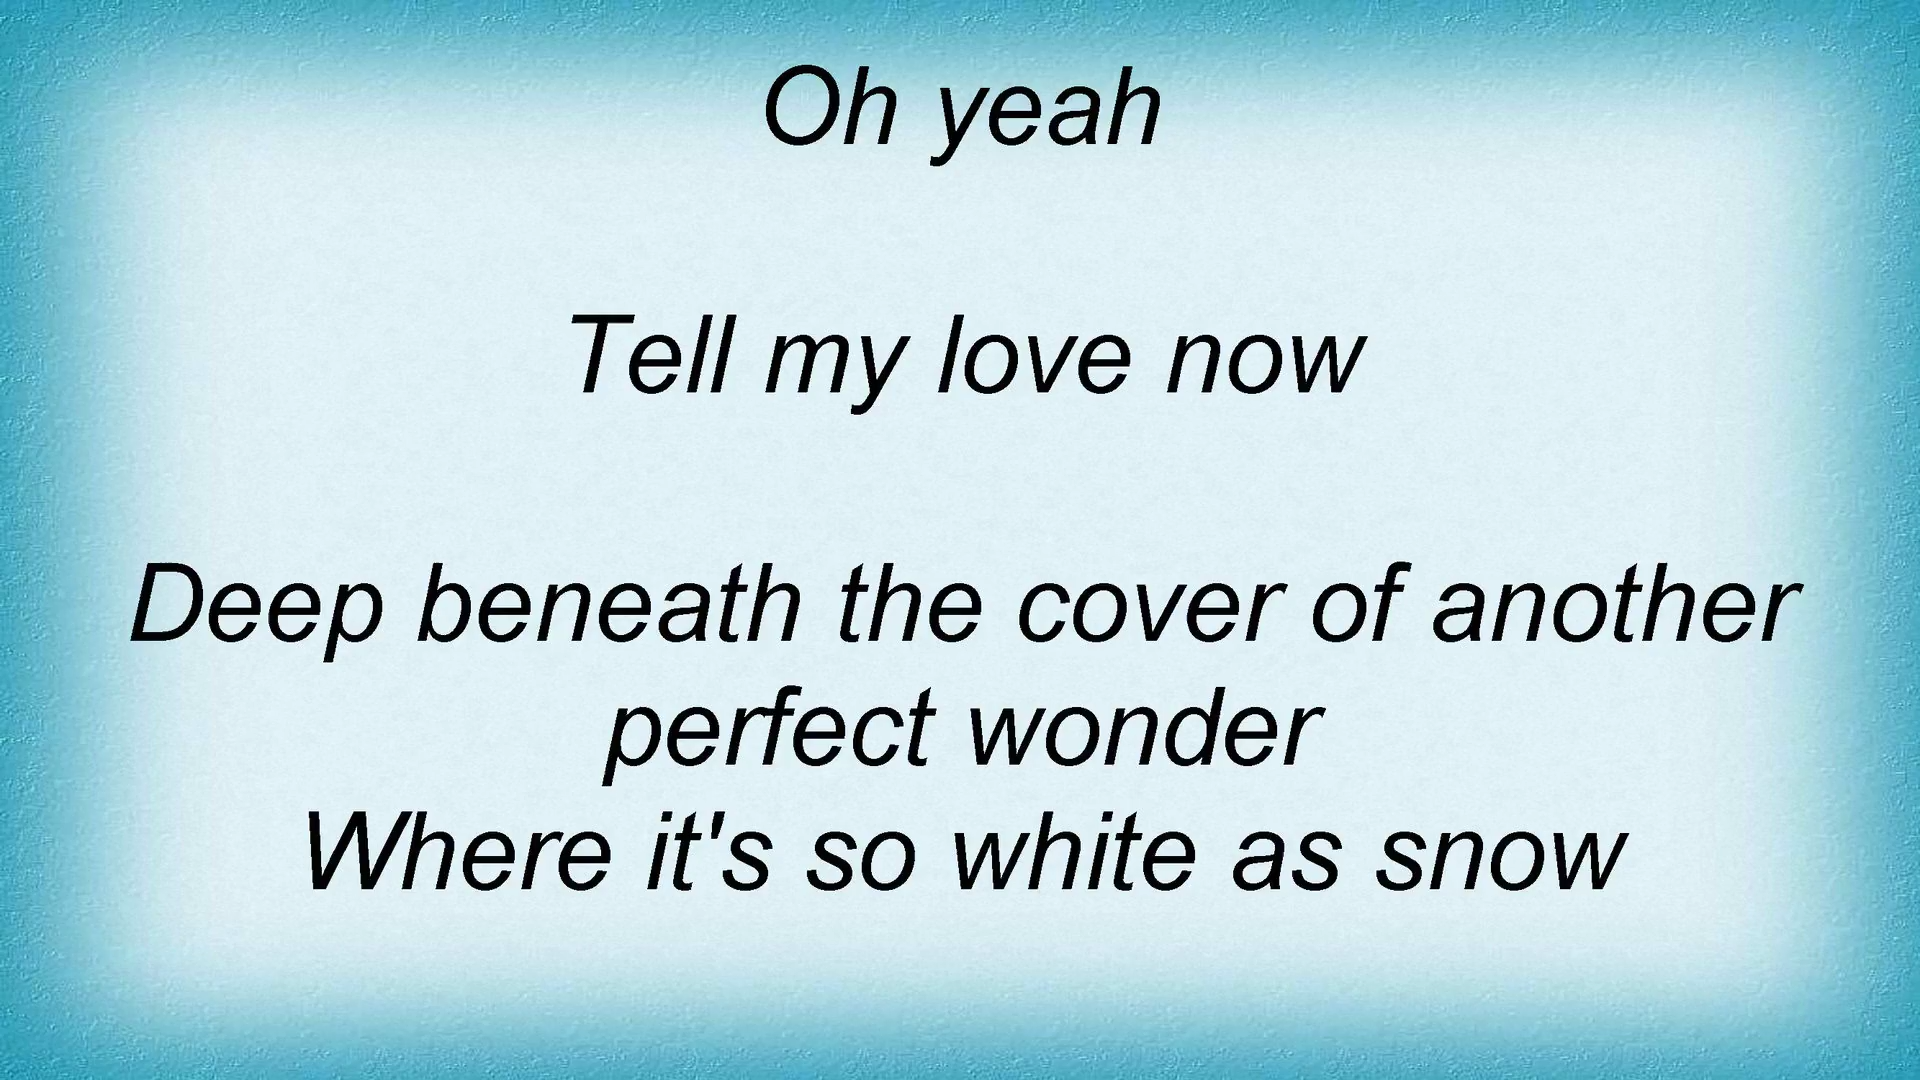 Oh yeah
Tell my love now
Deep beneath the cover of another
perfect wonder
Where it's so white as snow